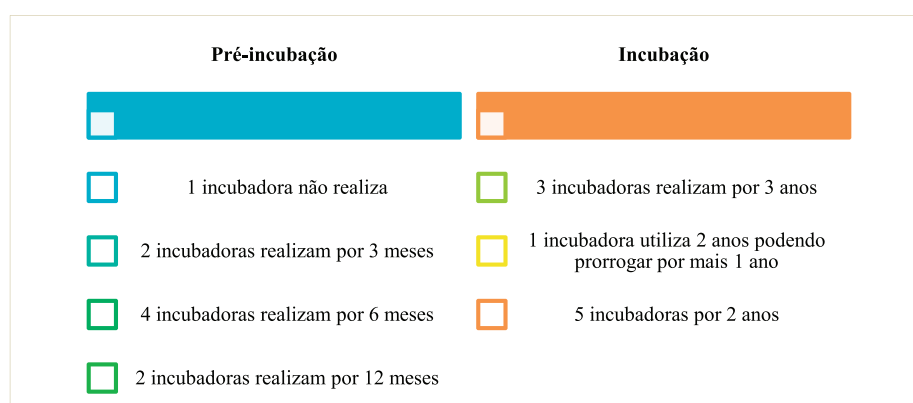 Pré-incubação
1 incubadora não realiza
2 incubadoras realizam por 3 meses
4 incubadoras realizam por 6 meses
2 incubadoras realizam por 12 meses
Incubação
3 incubadoras realizam por 3 anos
1 incubadora utiliza 2 anos podendo
prorrogar por mais 1 ano
5 incubadoras por 2 anos